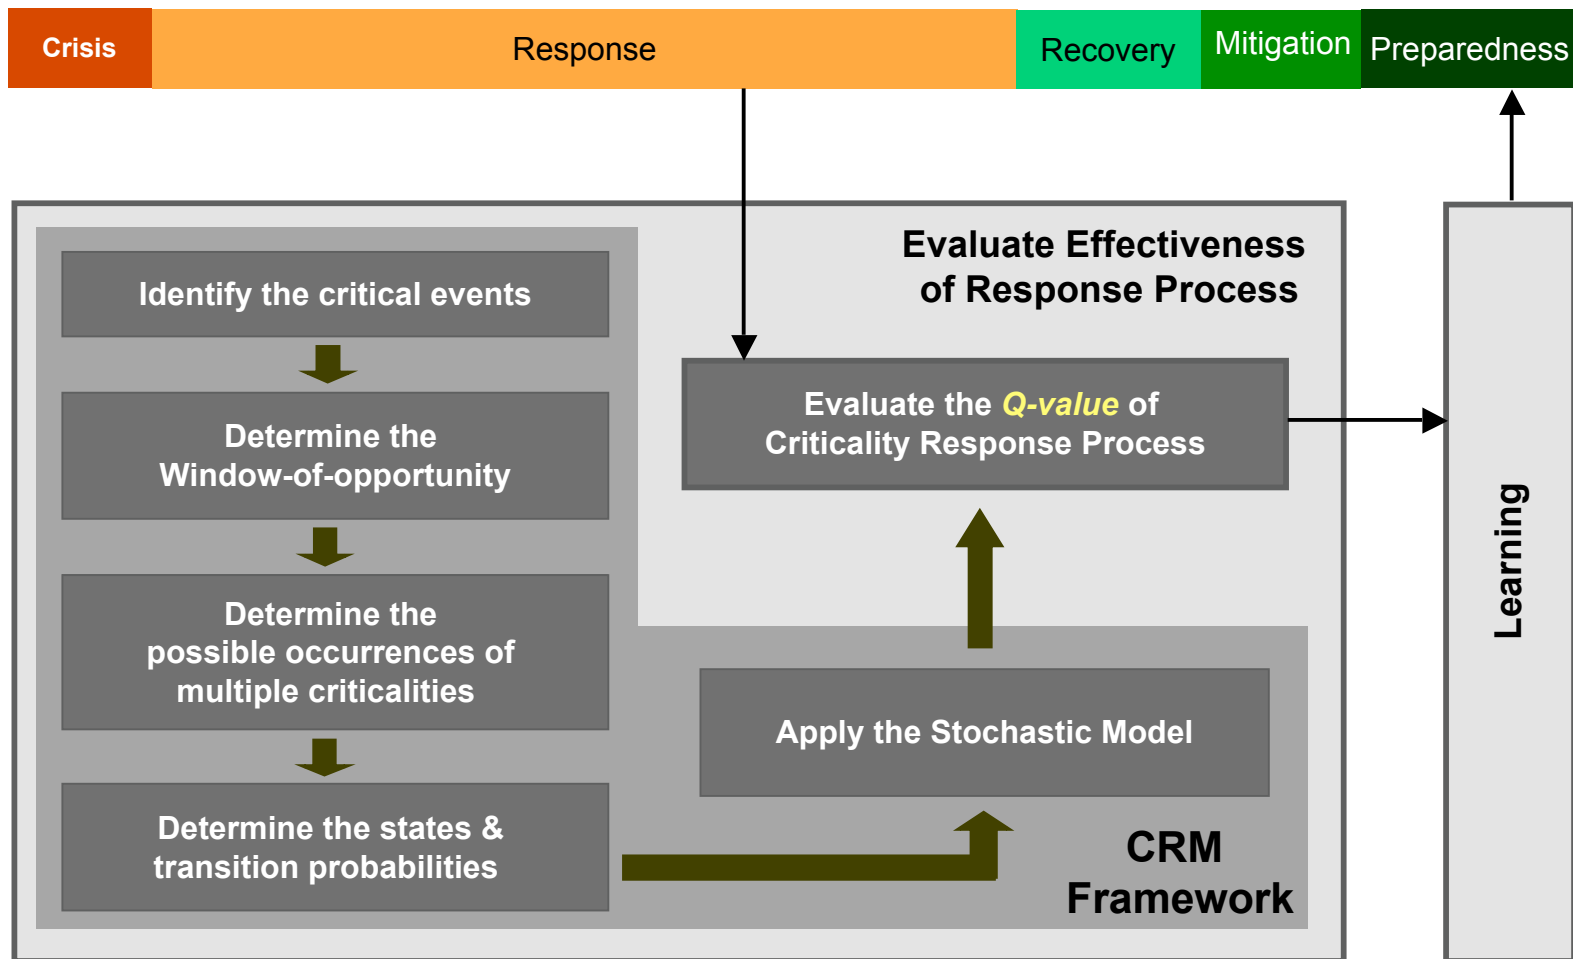 Crisis
Response
Recovery
Mitigation
Preparedness
Evaluate Effectiveness
of Response Process
Identify the critical events
Determine the
Window-of-opportunity
Determine the
possible occurrences of
multiple criticalities
Determine the states &
transition probabilities
Evaluate the Q-value of
Criticality Response Process
Apply the Stochastic Model
CRM
Framework
Learning